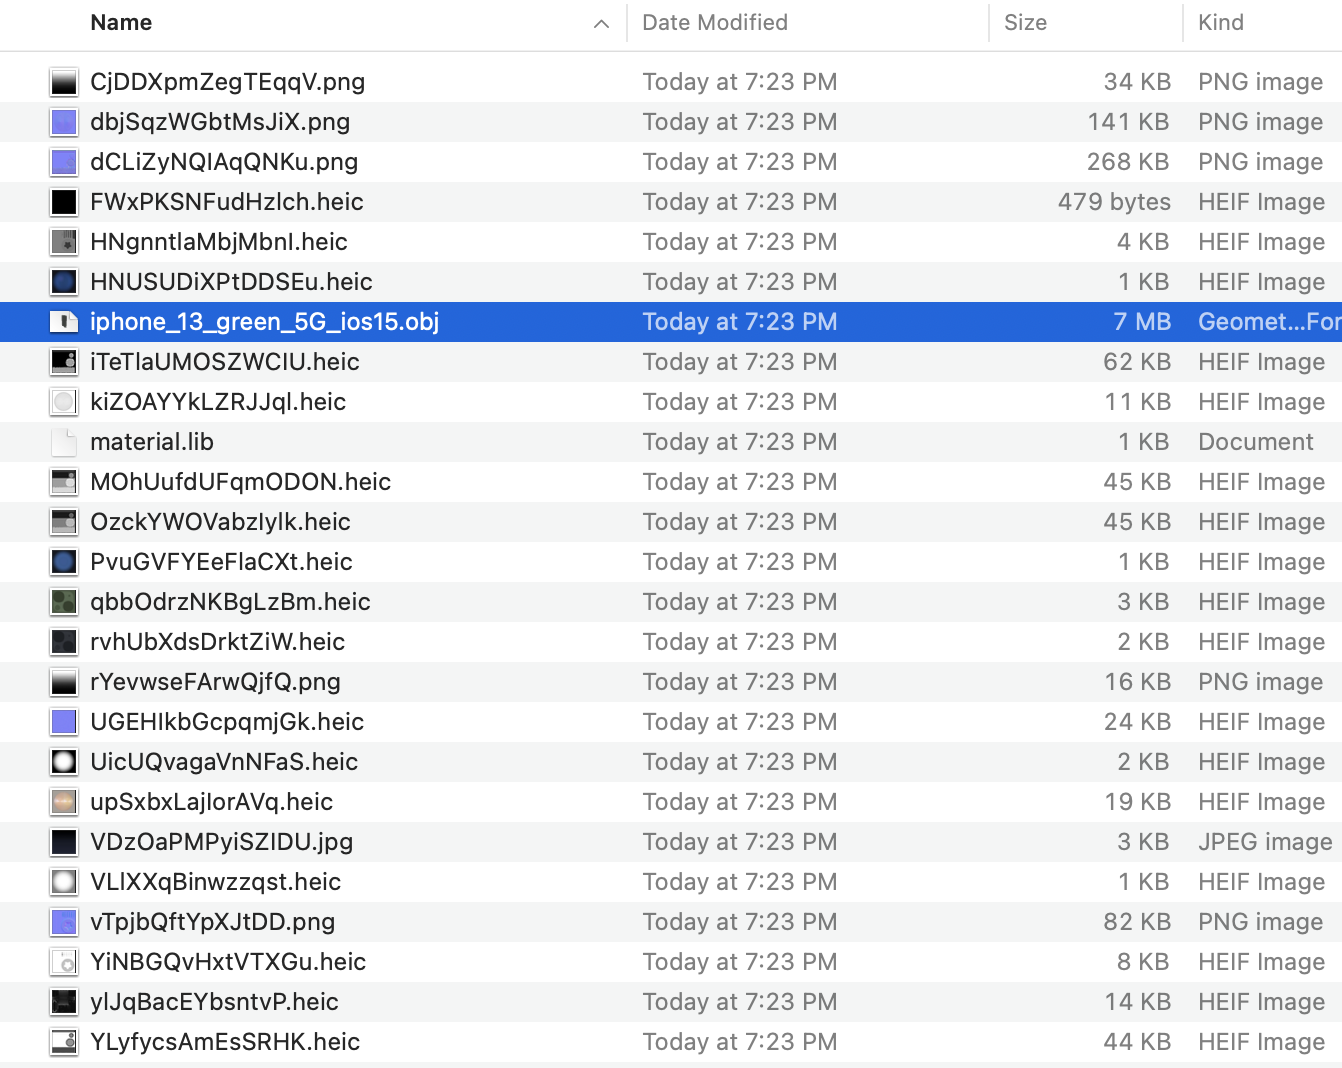 Name Date Modified Size Kind
CjDDXpmZegTEqqV.png Today at 7:23 PM 34 KB PNG image
dbjSqzWGbtMsJiX.png Today at 7:23 PM 141 KB PNG image
dCLiZyNQIAqQNKu.png Today at 7:23 PM 268 KB PNG image
FWxPKSNFudHzlch.heic Today at 7:23 PM 479 bytes HEIF Image
HNgnntlaMbjMbnI.heic Today at 7:23 PM 4 KB HEIF Image
HNUSUDiXPtDDSEu.heic Today at 7:23 PM 1 KB HEIF Image
iphone_13_green_5G_ios15.obj Today at 7:23 PM 7 MB Geomet...For
iTeTlaUMOSZWCIU.heic Today at 7:23 PM 62 KB HEIF Image
kiZOAYYkLZRJJql.heic Today at 7:23 PM 11 KB HEIF Image
material.lib Today at 7:23 PM 1 KB Document
MOhUufdUFqmODON.heic Today at 7:23 PM 45 KB HEIF Image
OzckYWOVabzIylk.heic Today at 7:23 PM 45 KB HEIF Image
PvuGVFYEeFlaCXt.heic Today at 7:23 PM 1 KB HEIF Image
qbbOdrzNKBgLzBm.heic Today at 7:23 PM 3 KB HEIF Image
rvhUbXdsDrktZiW.heic Today at 7:23 PM 2 KB HEIF Image
rYevwseFArwQjfQ.png Today at 7:23 PM 16 KB PNG image
UGEHIkbGcpqmjGk.heic Today at 7:23 PM 24 KB HEIF Image
UicUQvagaVnNFaS.heic Today at 7:23 PM 2 KB HEIF Image
upSxbxLajIorAVq.heic Today at 7:23 PM 19 KB HEIF Image
VDzOaPMPyiSZIDU.jpg Today at 7:23 PM 3 KB JPEG image
VLlXXqBinwzzqst.heic Today at 7:23 PM 1 KB HEIF Image
vTpjbQftYpXJtDD.png Today at 7:23 PM 82 KB PNG image
YiNBGQvHxtVTXGu.heic Today at 7:23 PM 8 KB HEIF Image
ylJqBacEYbsntvP.heic Today at 7:23 PM 14 KB HEIF Image
YLyfycsAmEsSRHK.heic Today at 7:23 PM 44 KB HEIF Image